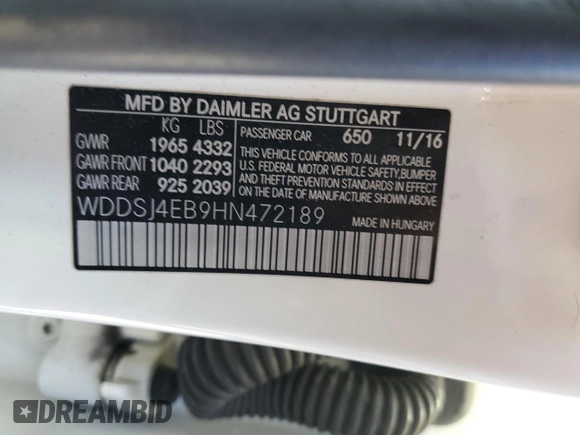 MFD BY DAIMLER AG STUTTGART
KG LBS
GVWR 1965 4332
GAWR FRONT 1040 2293
GAWR REAR 925 2039
PASSENGER CAR 650 11/16
THIS VEHICLE CONFORMS TO ALL APPLICABLE
U.S. FEDERAL MOTOR VEHICLE SAFETY, BUMPER
AND THEFT PREVENTION STANDARDS IN EFFECT
ON THE DATE OF MANUFACTURE SHOWN ABOVE.
WDDSJ4EB9HN472189
MADE IN HUNGARY
DREAMBID